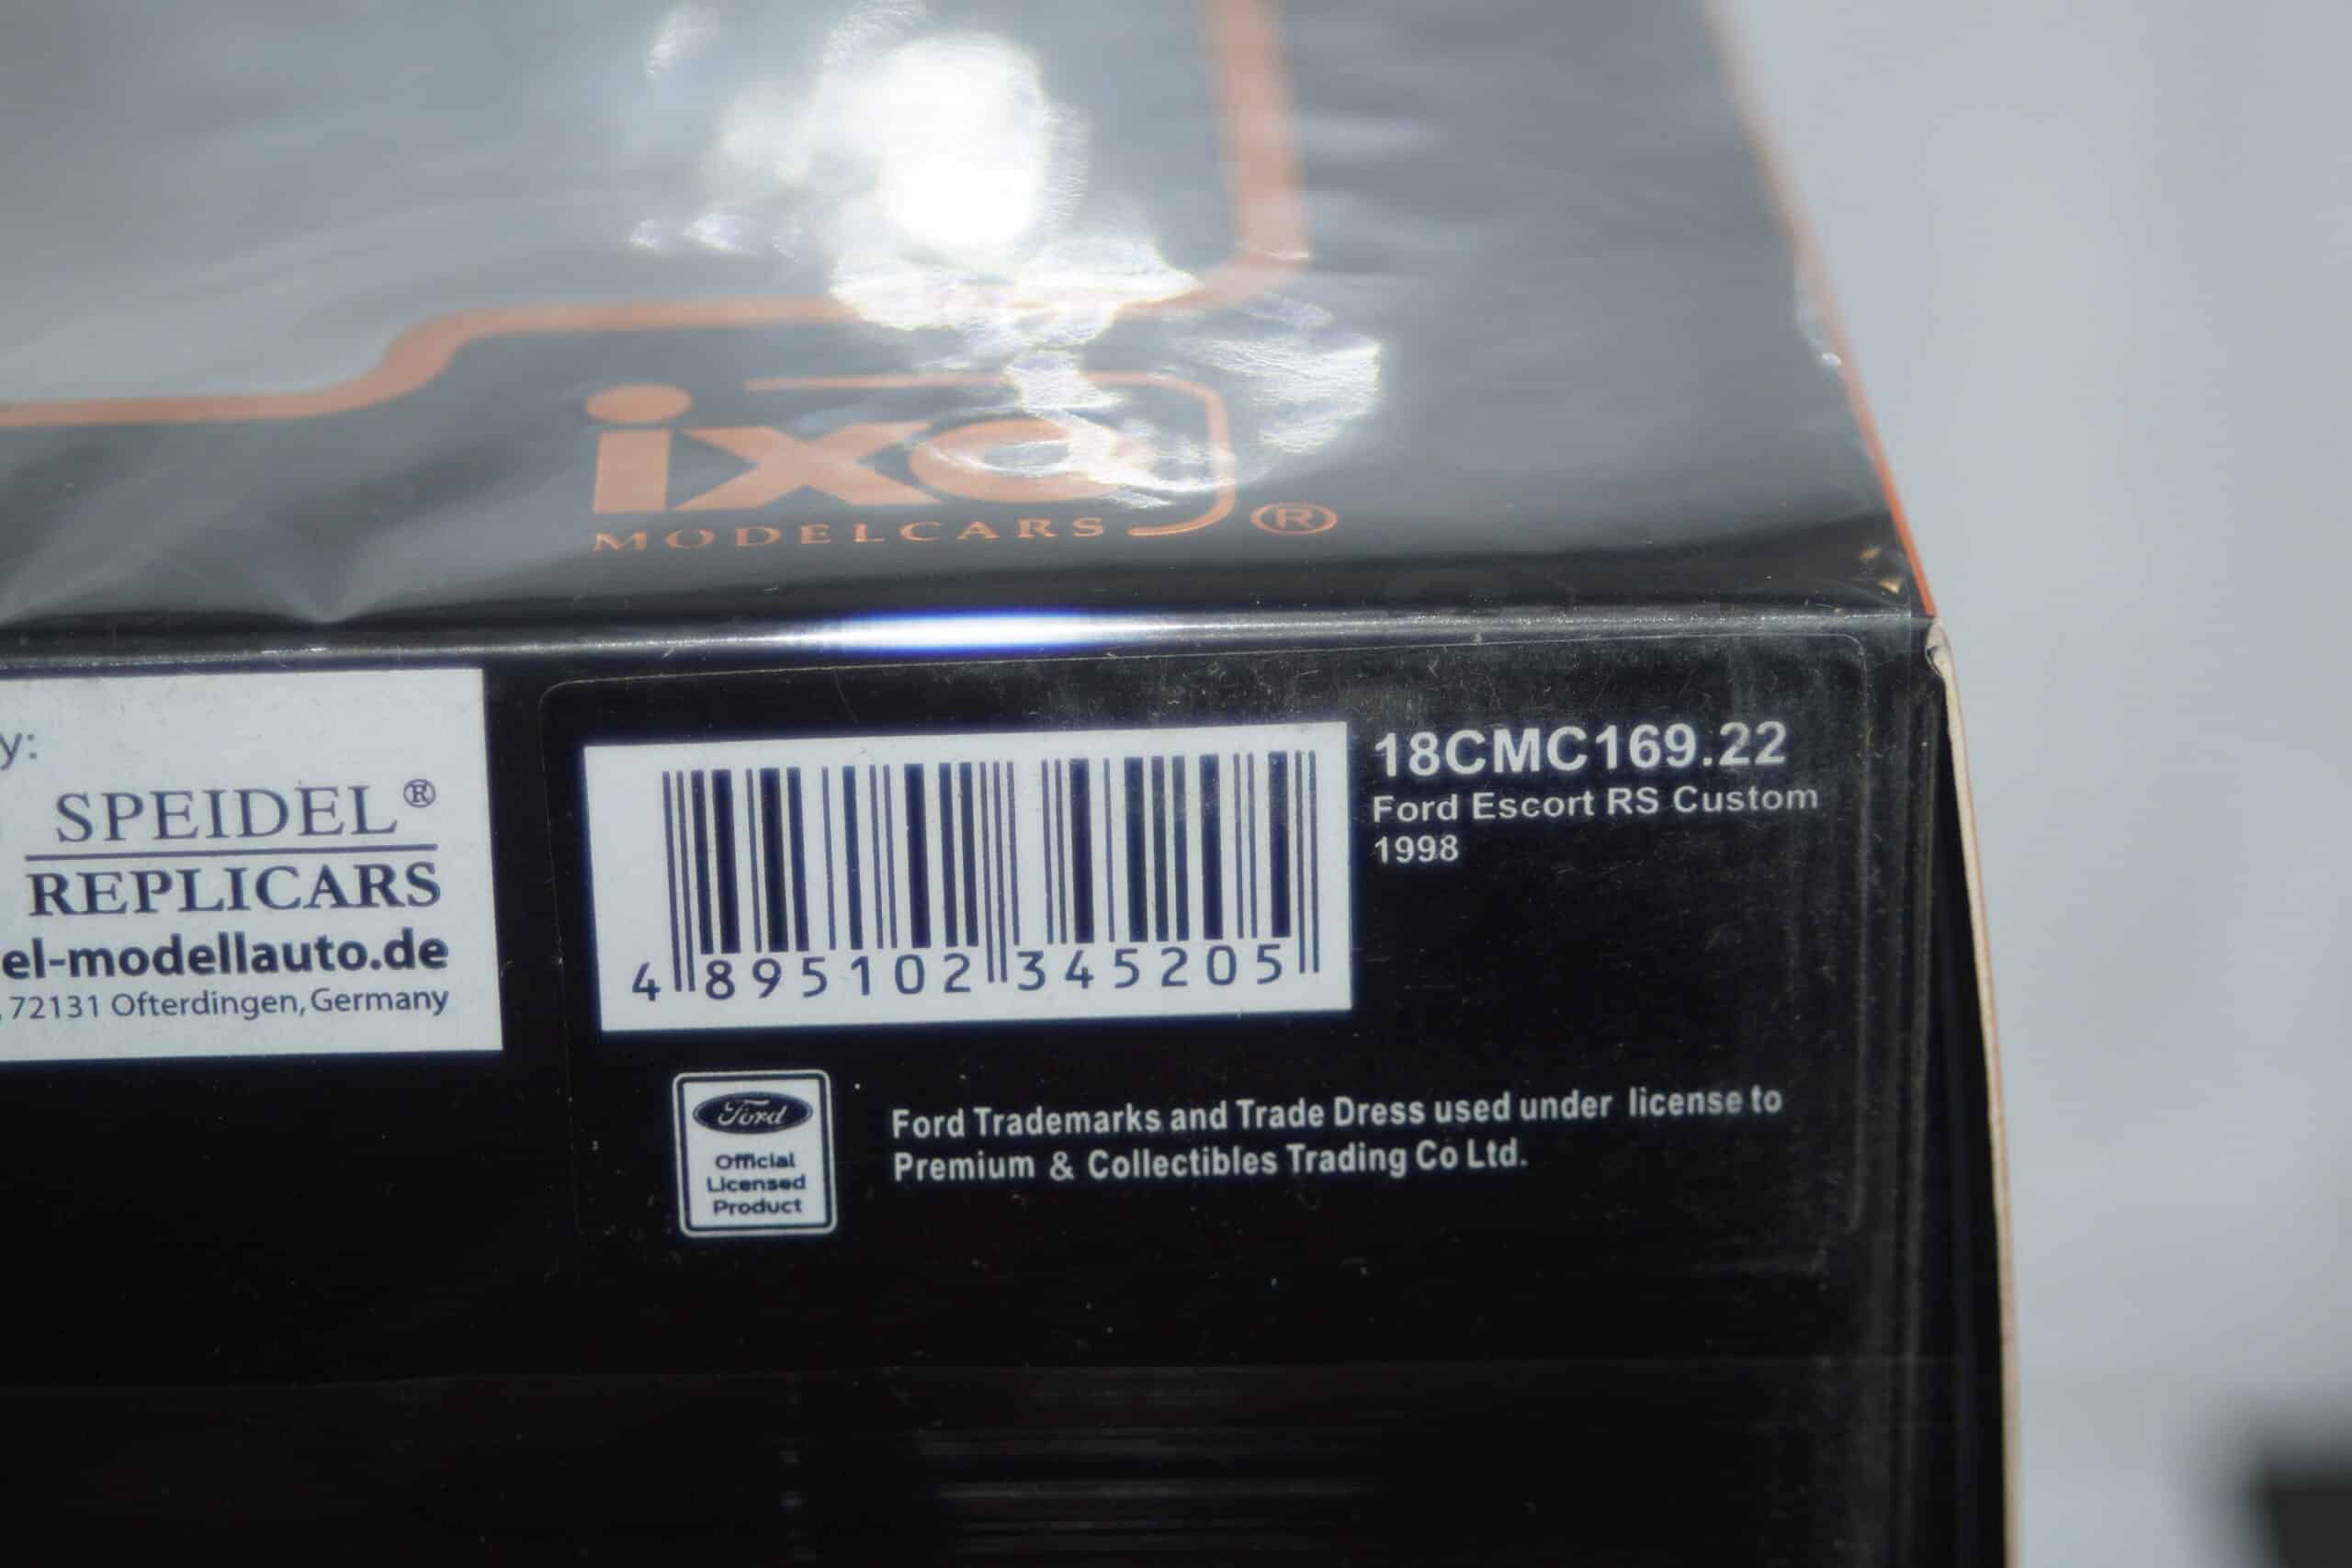 ixo
MODELCARS ®
y:
SPEIDEL®
REPLICARS
el-modellauto.de
, 72131 Ofterdingen, Germany
18CMC169.22
Ford Escort RS Custom
1998
4 895102 345205
Ford
Official
Licensed
Product
Ford Trademarks and Trade Dress used under license to
Premium & Collectibles Trading Co Ltd.